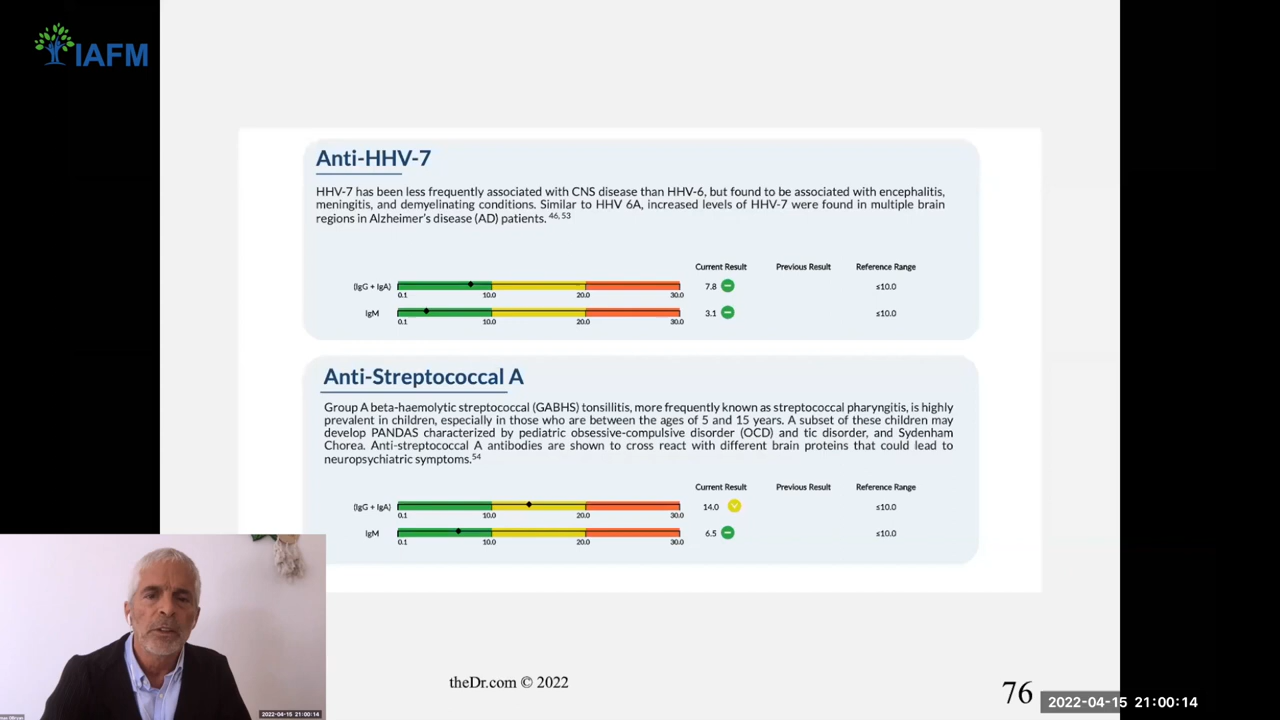 IAFM
Anti-HHV-7
HHV-7 has been less frequently associated with CNS disease than HHV-6, but found to be associated with encephalitis,
meningitis, and demyelinating conditions. Similar to HHV 6A, increased levels of HHV-7 were found in multiple brain
regions in Alzheimer's disease (AD) patients. 46, 53
Current Result Previous Result Reference Range
(IgG + IgA) 7.8 ≤10.0
0.1 10.0 20.0 30.0
IgM 3.1 ≤10.0
0.1 10.0 20.0 30.0
Anti-Streptococcal A
Group A beta-haemolytic streptococcal (GABHS) tonsillitis, more frequently known as streptococcal pharyngitis, is highly
prevalent in children, especially in those who are between the ages of 5 and 15 years. A subset of these children may
develop PANDAS characterized by pediatric obsessive-compulsive disorder (OCD) and tic disorder, and Sydenham
Chorea. Anti-streptococcal A antibodies are shown to cross react with different brain proteins that could lead to
neuropsychiatric symptoms.54
Current Result Previous Result Reference Range
(IgG + IgA) 14.0 ≤10.0
0.1 10.0 20.0 30.0
IgM 6.5 ≤10.0
0.1 10.0 20.0 30.0
theDr.com © 2022
76
2022-04-15 21:00:14
2022-04-15 21:00:14